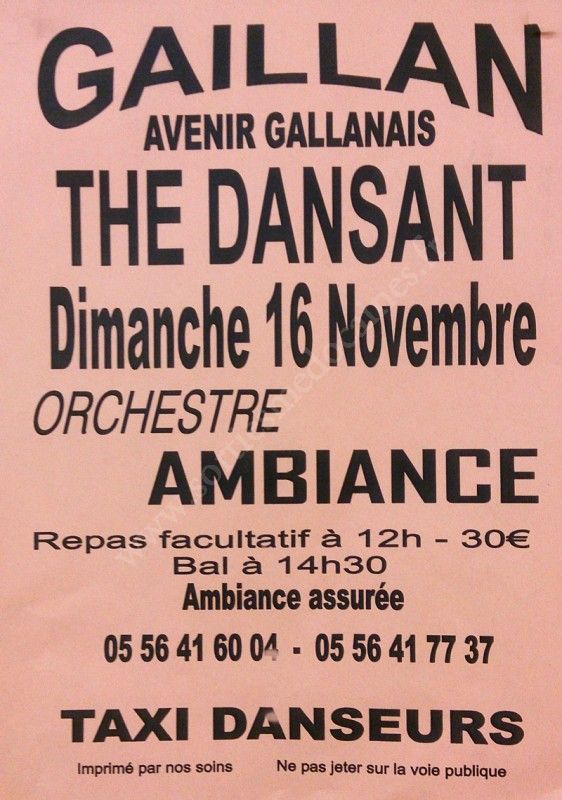 GAILLAN
AVENIR GALLANAIS
THE DANSANT
Dimanche 16 Novembre
ORCHESTRE
AMBIANCE
Repas facultatif à 12h - 30€
Bal à 14h30
Ambiance assurée
05 56 41 60 04 - 05 56 41 77 37
TAXI DANSEURS
Imprimé par nos soins Ne pas jeter sur la voie publique